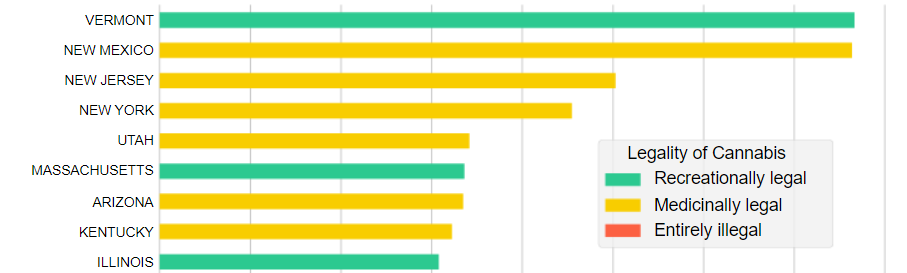 VERMONT
NEW MEXICO
NEW JERSEY
NEW YORK
UTAH
MASSACHUSETTS
ARIZONA
KENTUCKY
ILLINOIS
Legality of Cannabis
Recreationally legal
Medicinally legal
Entirely illegal